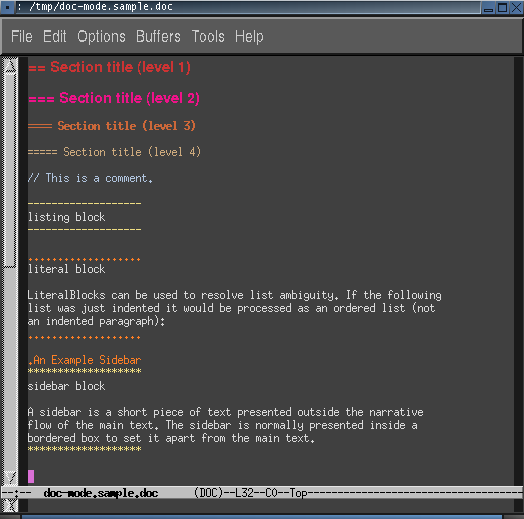 : /tmp/doc-mode.sample.doc
File Edit Options Buffers Tools Help
== Section title (level 1)
=== Section title (level 2)
==== Section title (level 3)
===== Section title (level 4)
// This is a comment.
-------------------
listing block
-------------------
...................
literal block
LiteralBlocks can be used to resolve list ambiguity. If the following
list was just indented it would be processed as an ordered list (not
an indented paragraph):
...................
.An Example Sidebar
*******************
sidebar block
A sidebar is a short piece of text presented outside the narrative
flow of the main text. The sidebar is normally presented inside a
bordered box to set it apart from the main text.
*******************
--:-- doc-mode.sample.doc (DOC)--L32--C0--Top------------------------------------